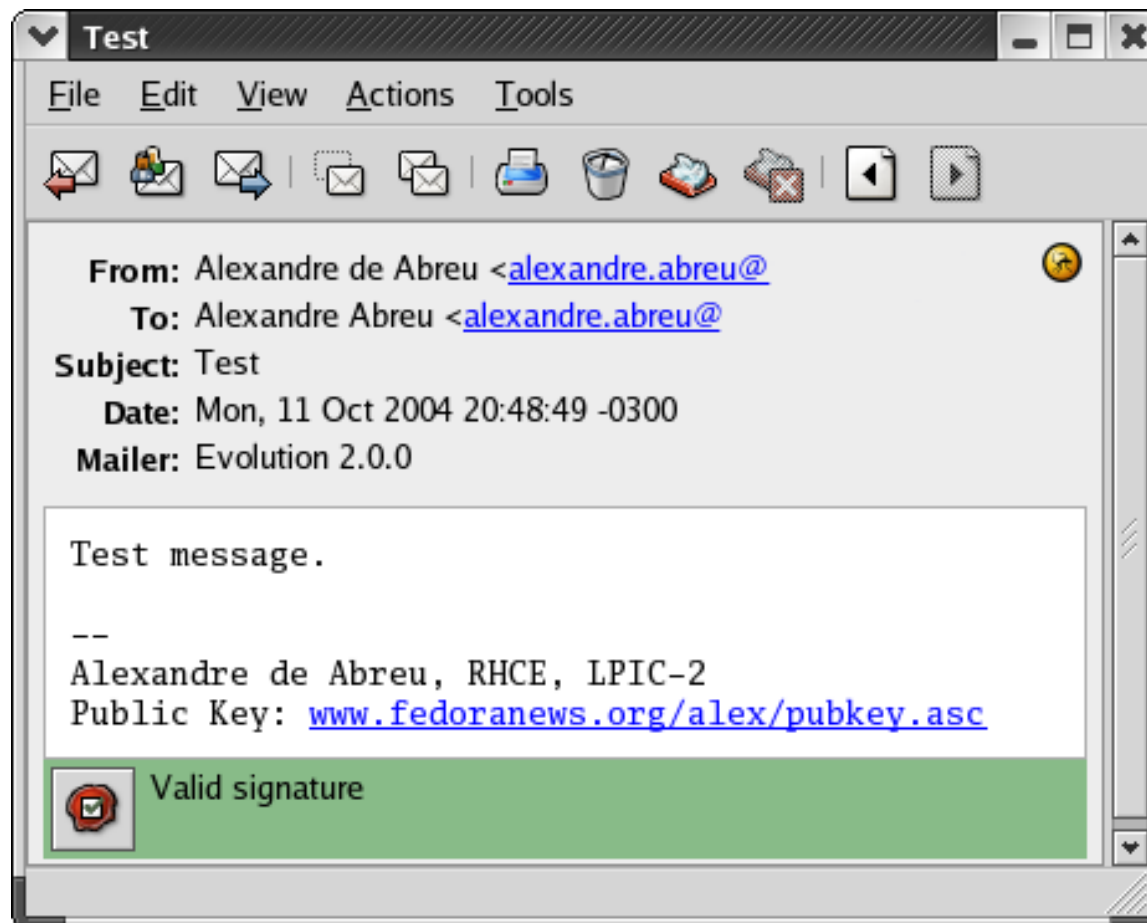 Test
File Edit View Actions Tools
From: Alexandre de Abreu <alexandre.abreu@
To: Alexandre Abreu <alexandre.abreu@
Subject: Test
Date: Mon, 11 Oct 2004 20:48:49 -0300
Mailer: Evolution 2.0.0
Test message.
--
Alexandre de Abreu, RHCE, LPIC-2
Public Key: www.fedoranews.org/alex/pubkey.asc
Valid signature